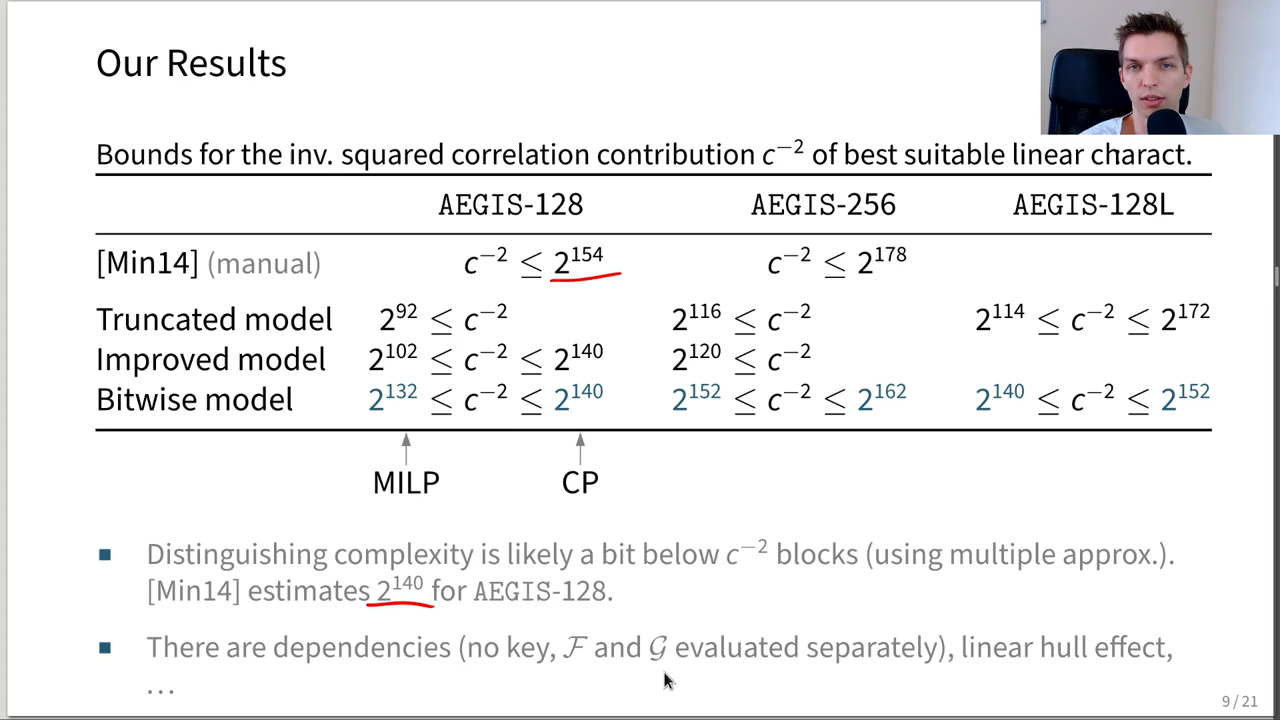 Our Results
Bounds for the inv. squared correlation contribution c⁻² of best suitable linear charact.
AEGIS-128 AEGIS-256 AEGIS-128L
[Min14] (manual) c⁻² ≤ 2¹⁵⁴ c⁻² ≤ 2¹⁷⁸
Truncated model 2⁹² ≤ c⁻² 2¹¹⁶ ≤ c⁻² 2¹¹⁴ ≤ c⁻² ≤ 2¹⁷²
Improved model 2¹⁰² ≤ c⁻² ≤ 2¹⁴⁰ 2¹²⁰ ≤ c⁻²
Bitwise model 2¹³² ≤ c⁻² ≤ 2¹⁴⁰ 2¹⁵² ≤ c⁻² ≤ 2¹⁶² 2¹⁴⁰ ≤ c⁻² ≤ 2¹⁵²
MILP CP
Distinguishing complexity is likely a bit below c⁻² blocks (using multiple approx.).
[Min14] estimates 2¹⁴⁰ for AEGIS-128.
There are dependencies (no key, ℱ and 𝒢 evaluated separately), linear hull effect,
…
9 / 21